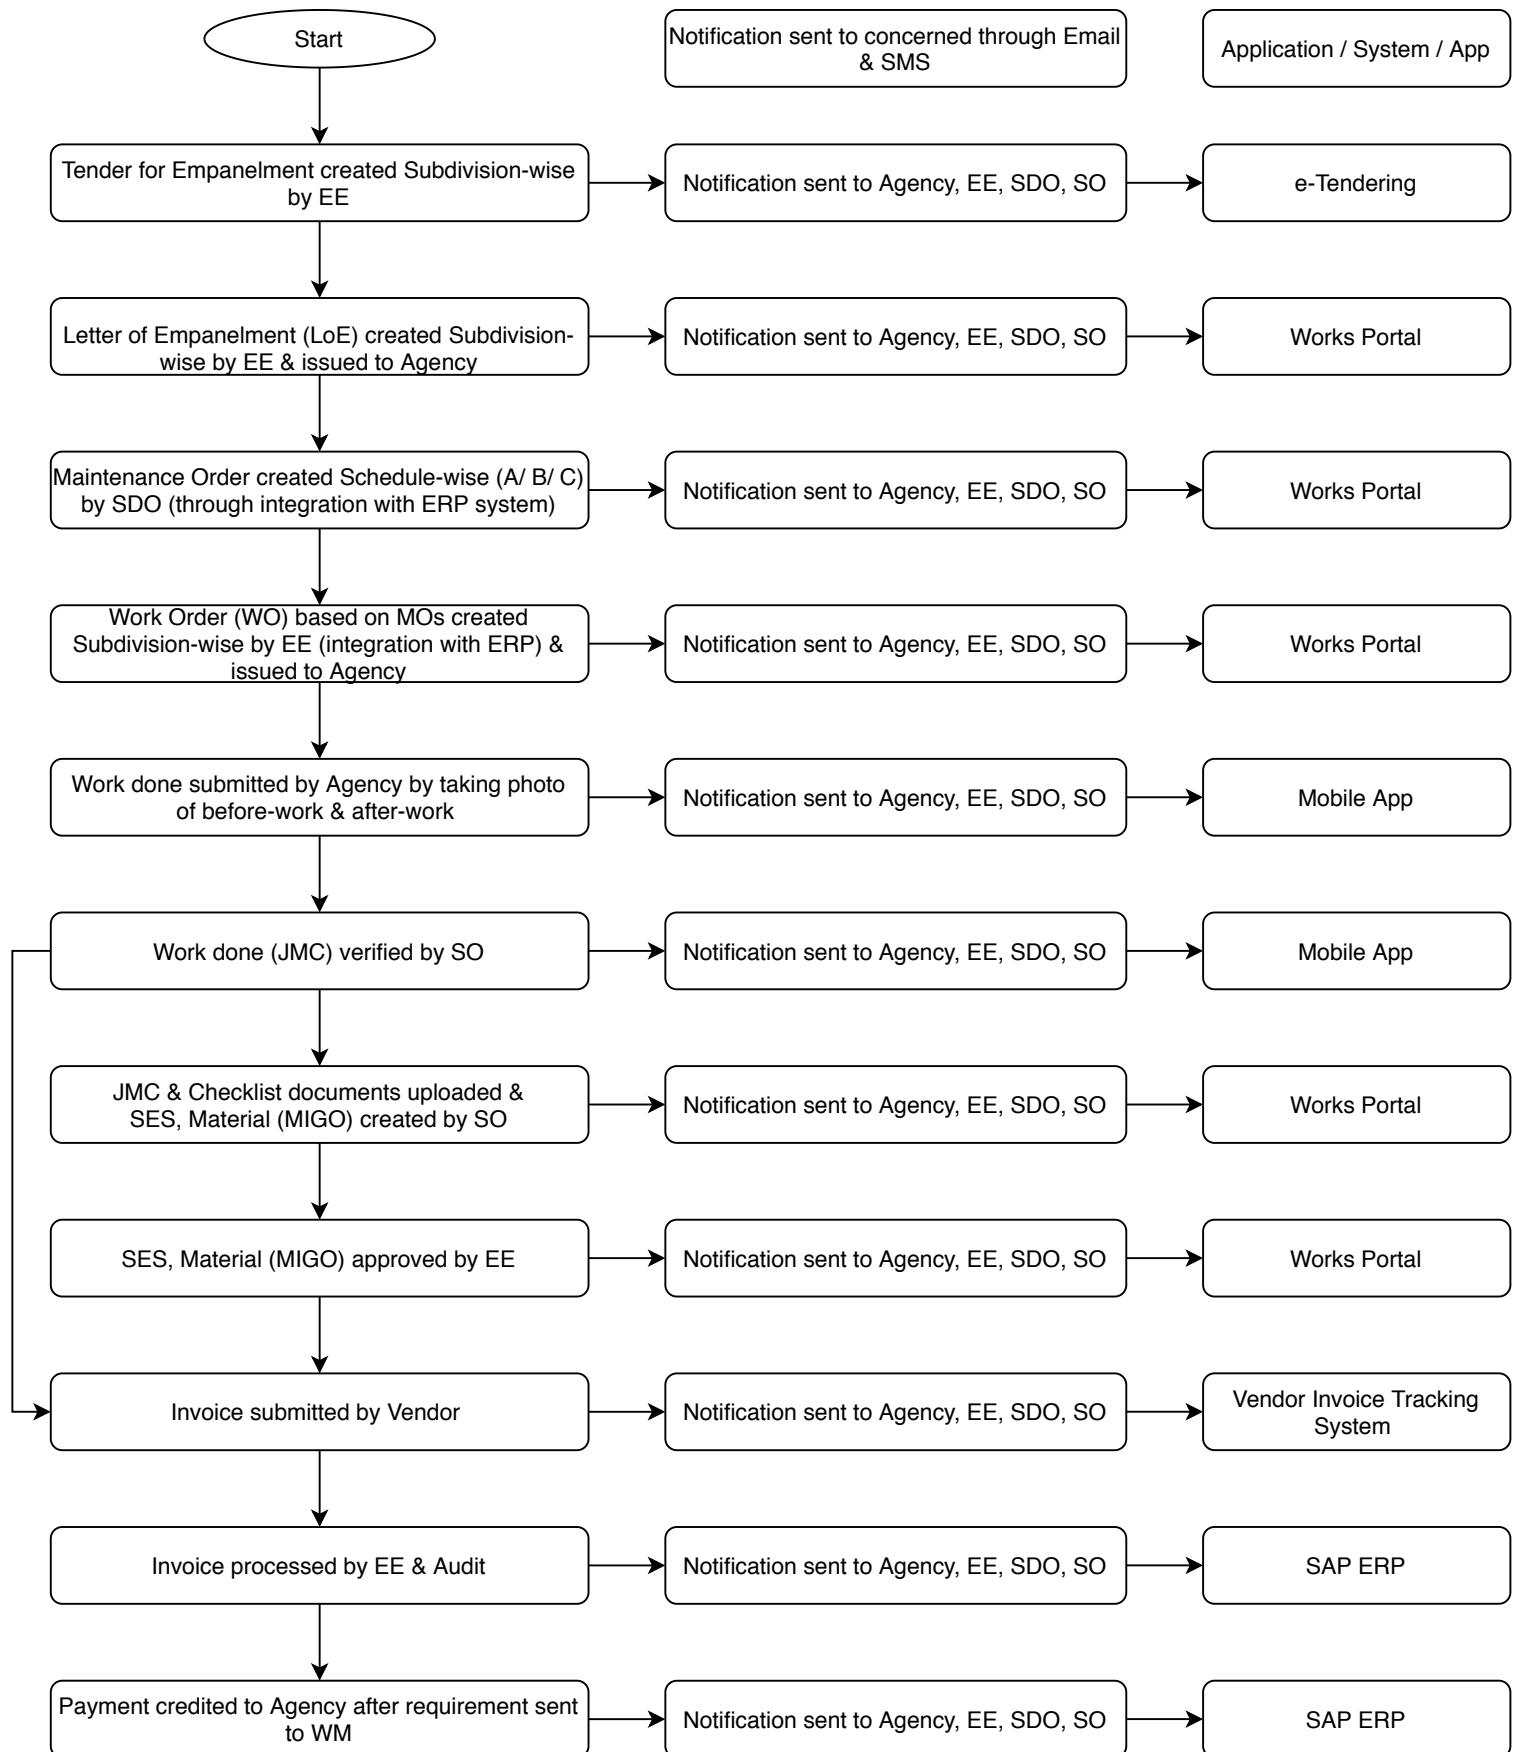 Start
Notification sent to concerned through Email
& SMS
Application / System / App
Tender for Empanelment created Subdivision-wise
by EE
Notification sent to Agency, EE, SDO, SO
e-Tendering
Letter of Empanelment (LoE) created Subdivision-
wise by EE & issued to Agency
Notification sent to Agency, EE, SDO, SO
Works Portal
Maintenance Order created Schedule-wise (A/ B/ C)
by SDO (through integration with ERP system)
Notification sent to Agency, EE, SDO, SO
Works Portal
Work Order (WO) based on MOs created
Subdivision-wise by EE (integration with ERP) &
issued to Agency
Notification sent to Agency, EE, SDO, SO
Works Portal
Work done submitted by Agency by taking photo
of before-work & after-work
Notification sent to Agency, EE, SDO, SO
Mobile App
Work done (JMC) verified by SO
Notification sent to Agency, EE, SDO, SO
Mobile App
JMC & Checklist documents uploaded &
SES, Material (MIGO) created by SO
Notification sent to Agency, EE, SDO, SO
Works Portal
SES, Material (MIGO) approved by EE
Notification sent to Agency, EE, SDO, SO
Works Portal
Invoice submitted by Vendor
Notification sent to Agency, EE, SDO, SO
Vendor Invoice Tracking
System
Invoice processed by EE & Audit
Notification sent to Agency, EE, SDO, SO
SAP ERP
Payment credited to Agency after requirement sent
to WM
Notification sent to Agency, EE, SDO, SO
SAP ERP